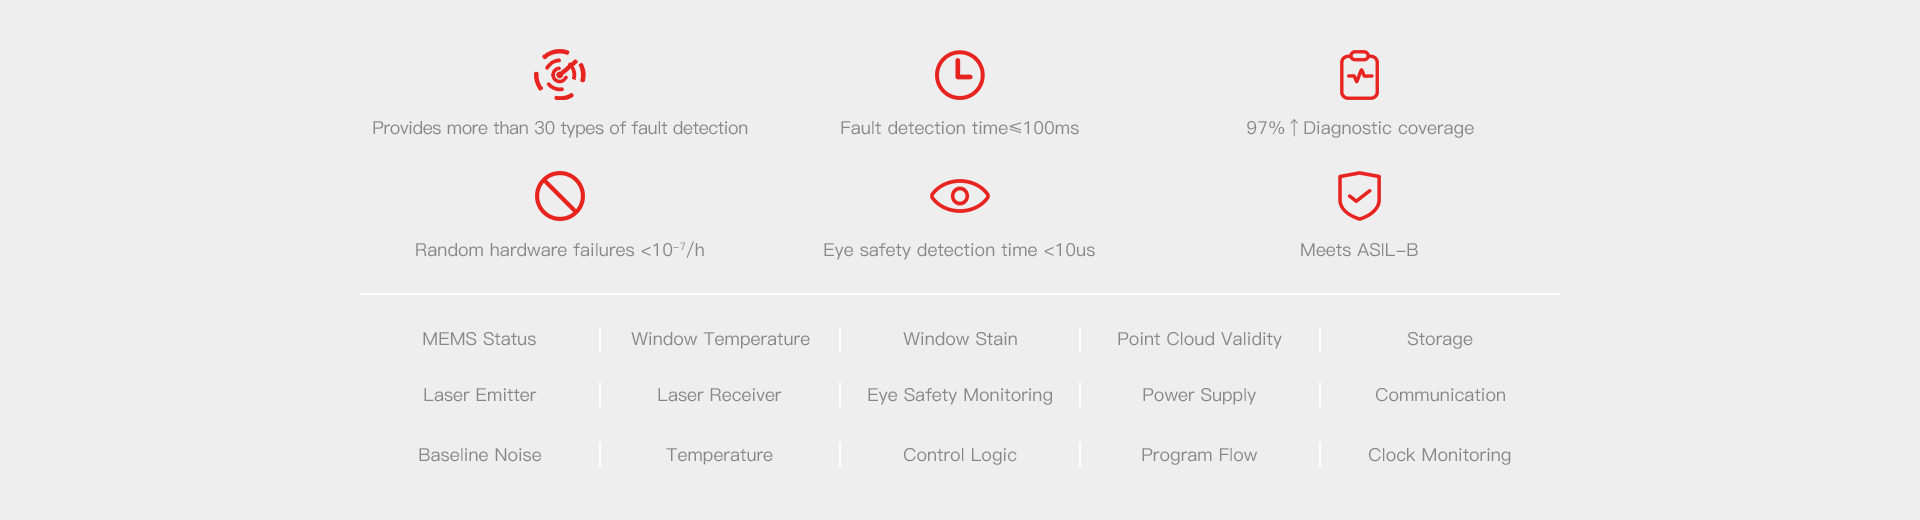 Provides more than 30 types of fault detection
Fault detection time≤100ms
97%↑Diagnostic coverage
Random hardware failures <10⁻⁷/h
Eye safety detection time <10us
Meets ASIL-B
MEMS Status
Window Temperature
Window Stain
Point Cloud Validity
Storage
Laser Emitter
Laser Receiver
Eye Safety Monitoring
Power Supply
Communication
Baseline Noise
Temperature
Control Logic
Program Flow
Clock Monitoring